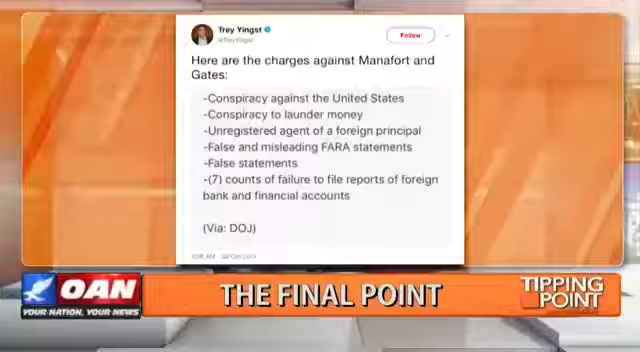 Trey Yingst
@TreyYingst
Follow
Here are the charges against Manafort and
Gates:
-Conspiracy against the United States
-Conspiracy to launder money
-Unregistered agent of a foreign principal
-False and misleading FARA statements
-False statements
-(7) counts of failure to file reports of foreign
bank and financial accounts
(Via: DOJ)
OAN
YOUR NATION, YOUR NEWS
THE FINAL POINT
TIPPING
POINT